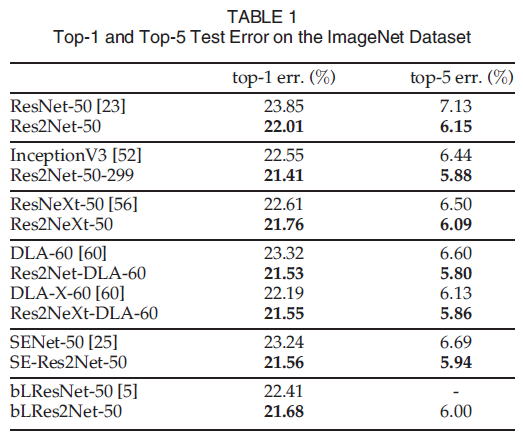 TABLE 1
Top-1 and Top-5 Test Error on the ImageNet Dataset
top-1 err. (%) top-5 err. (%)
ResNet-50 [23] 23.85 7.13
Res2Net-50 22.01 6.15
InceptionV3 [52] 22.55 6.44
Res2Net-50-299 21.41 5.88
ResNeXt-50 [56] 22.61 6.50
Res2NeXt-50 21.76 6.09
DLA-60 [60] 23.32 6.60
Res2Net-DLA-60 21.53 5.80
DLA-X-60 [60] 22.19 6.13
Res2NeXt-DLA-60 21.55 5.86
SENet-50 [25] 23.24 6.69
SE-Res2Net-50 21.56 5.94
bLResNet-50 [5] 22.41 -
bLRes2Net-50 21.68 6.00